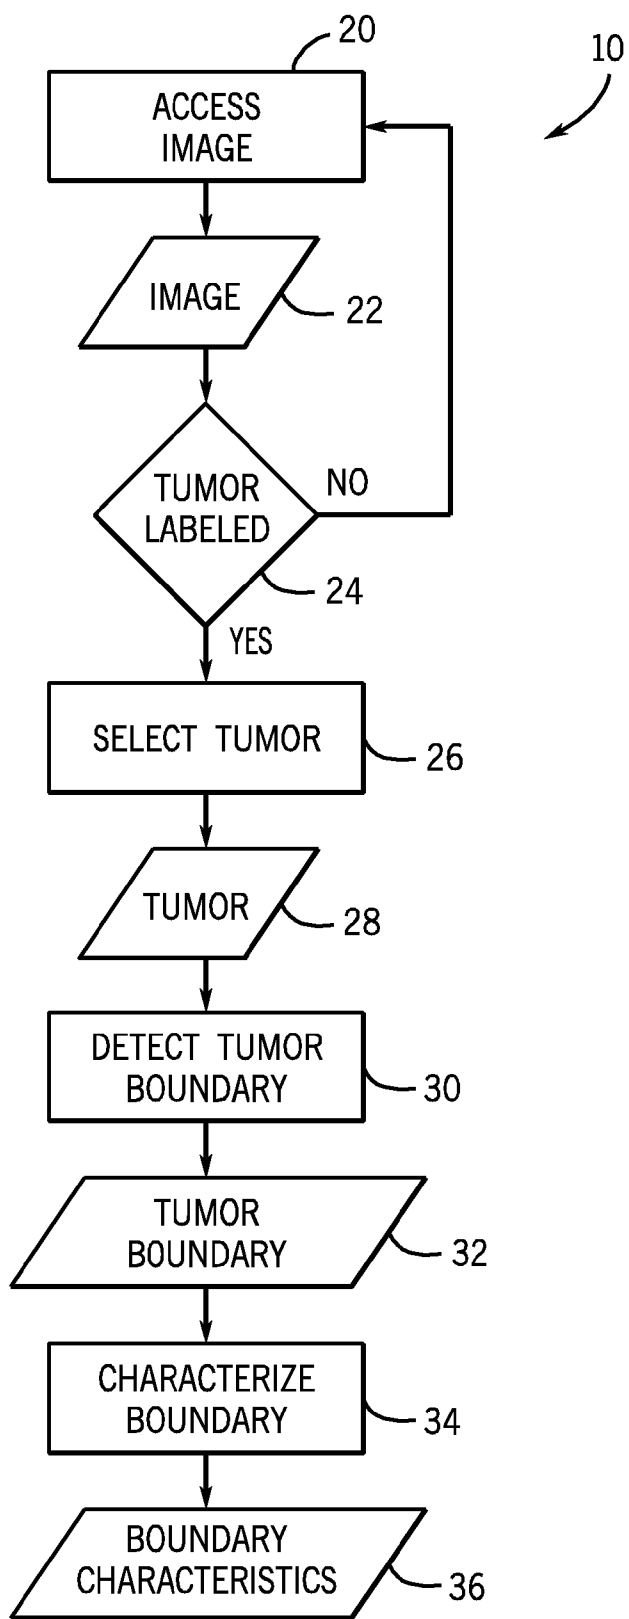 20
10
ACCESS
IMAGE
IMAGE
22
TUMOR
LABELED
NO
24
YES
SELECT TUMOR
26
TUMOR
28
DETECT TUMOR
BOUNDARY
30
TUMOR
BOUNDARY
32
CHARACTERIZE
BOUNDARY
34
BOUNDARY
CHARACTERISTICS
36